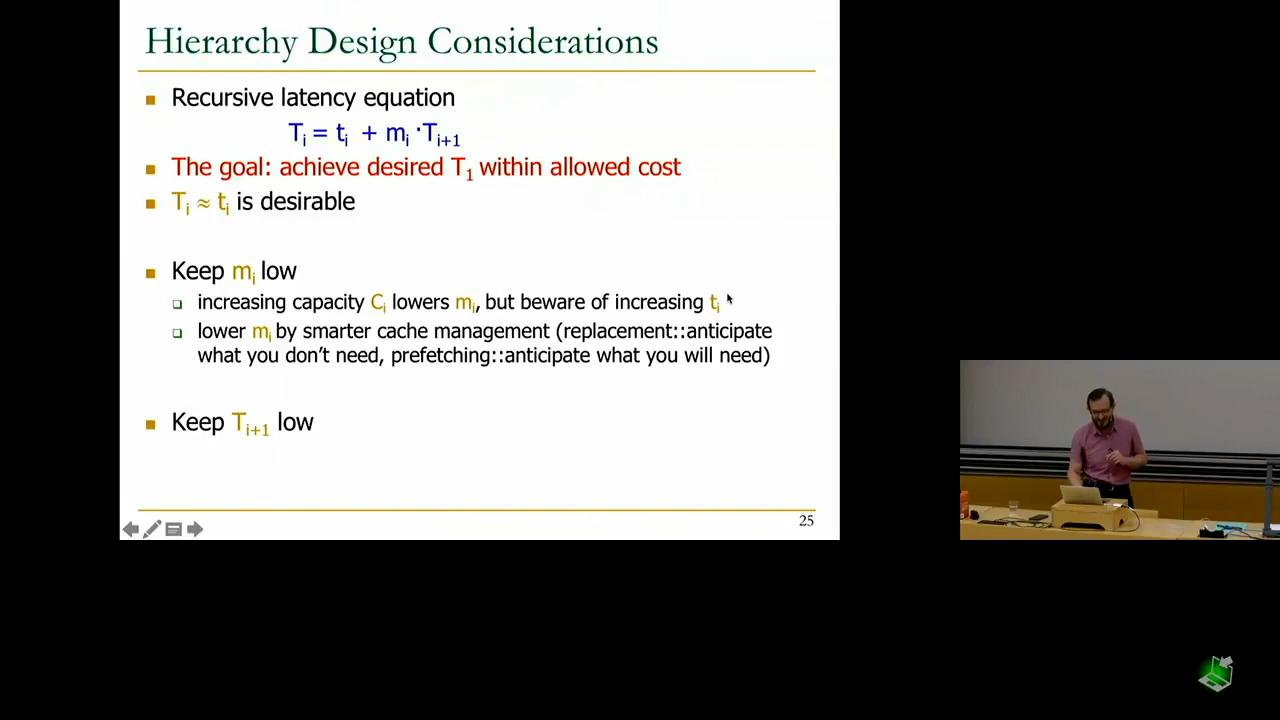 Hierarchy Design Considerations
Recursive latency equation
Tᵢ = tᵢ + mᵢ ·Tᵢ₊₁
The goal: achieve desired T₁ within allowed cost
Tᵢ ≈ tᵢ is desirable
Keep mᵢ low
increasing capacity Cᵢ lowers mᵢ, but beware of increasing tᵢ
lower mᵢ by smarter cache management (replacement::anticipate
what you don't need, prefetching::anticipate what you will need)
Keep Tᵢ₊₁ low
25